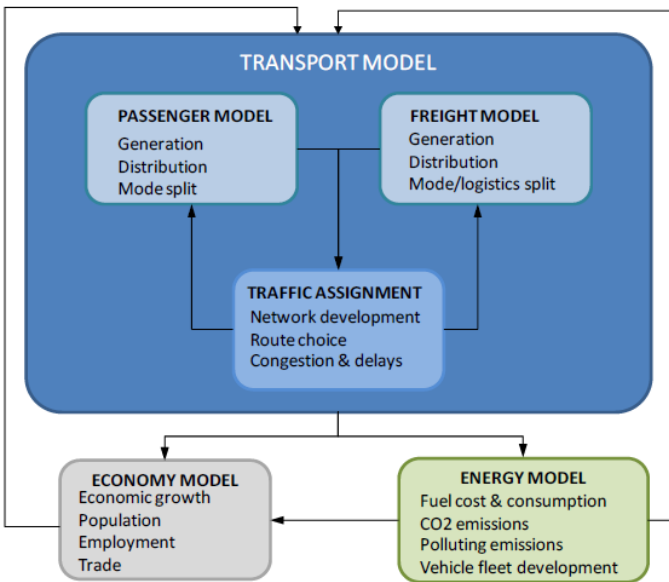 TRANSPORT MODEL
PASSENGER MODEL
Generation
Distribution
Mode split
FREIGHT MODEL
Generation
Distribution
Mode/logistics split
TRAFFIC ASSIGNMENT
Network development
Route choice
Congestion & delays
ECONOMY MODEL
Economic growth
Population
Employment
Trade
ENERGY MODEL
Fuel cost & consumption
CO2 emissions
Polluting emissions
Vehicle fleet development